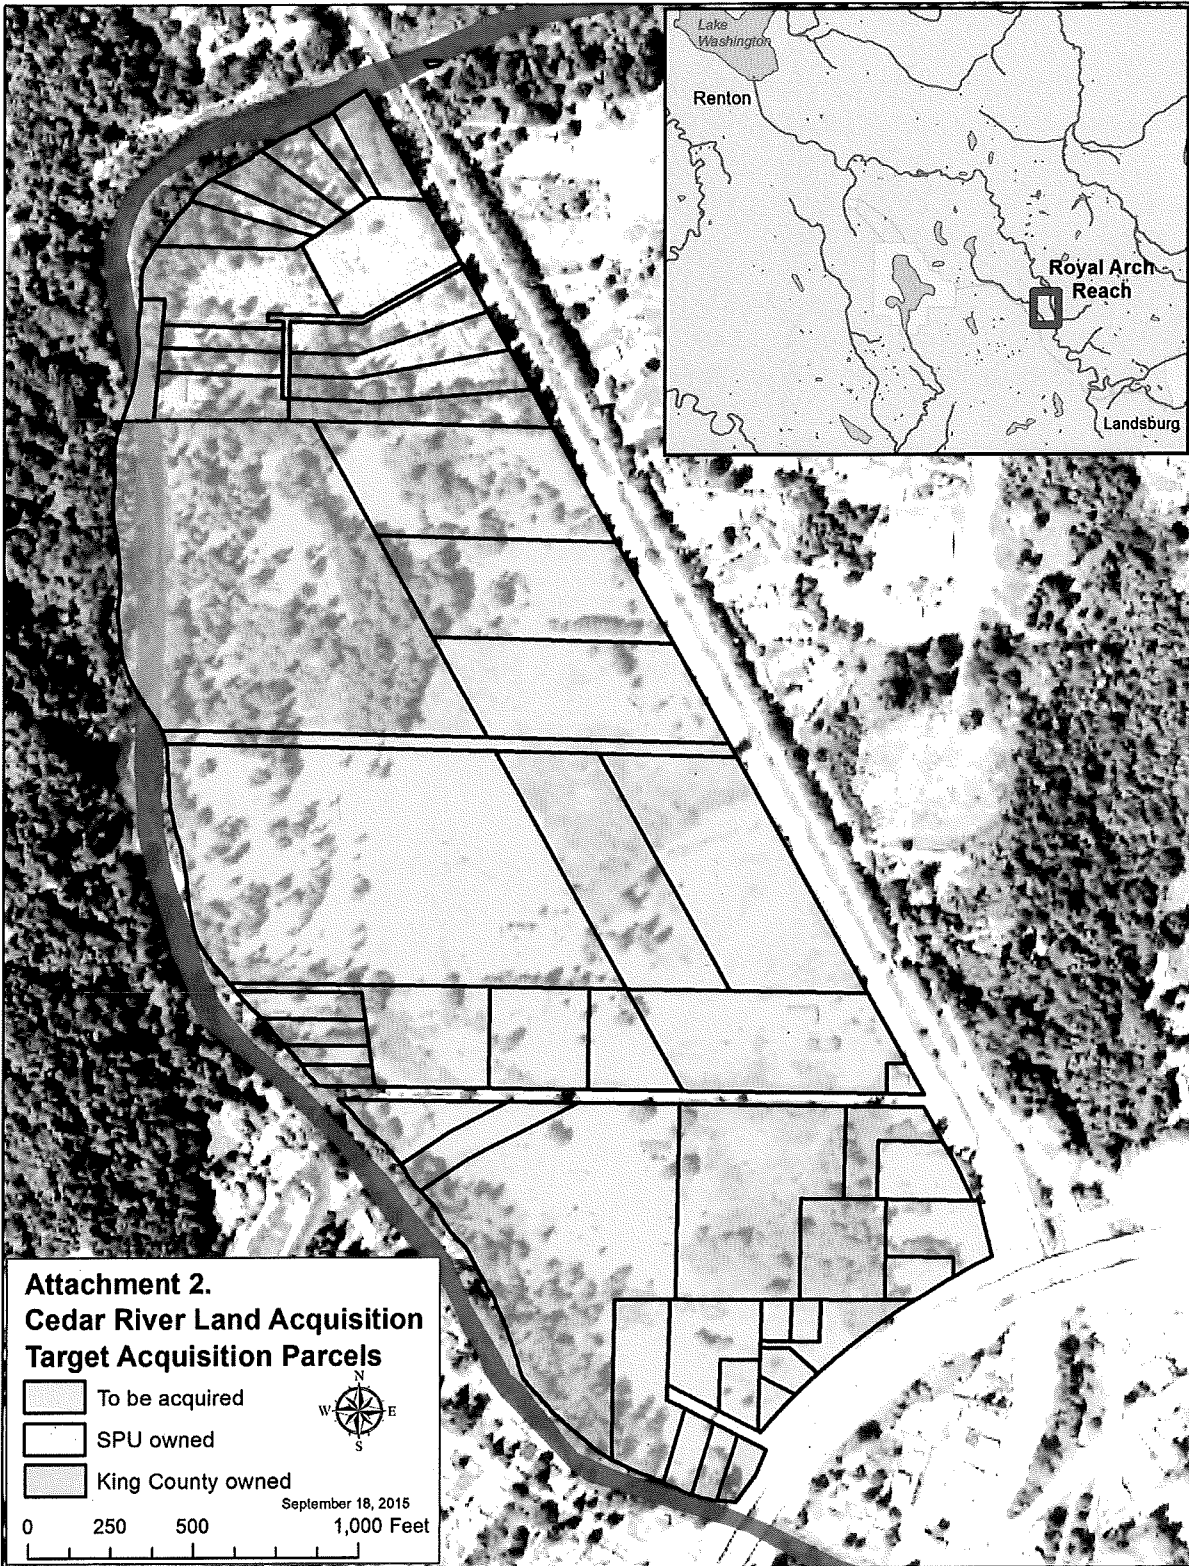 Lake
Washington
Renton
Royal Arch
Reach
Landsburg
Attachment 2.
Cedar River Land Acquisition
Target Acquisition Parcels
To be acquired
SPU owned
King County owned
N
W E
S
September 18, 2015
0 250 500 1,000 Feet